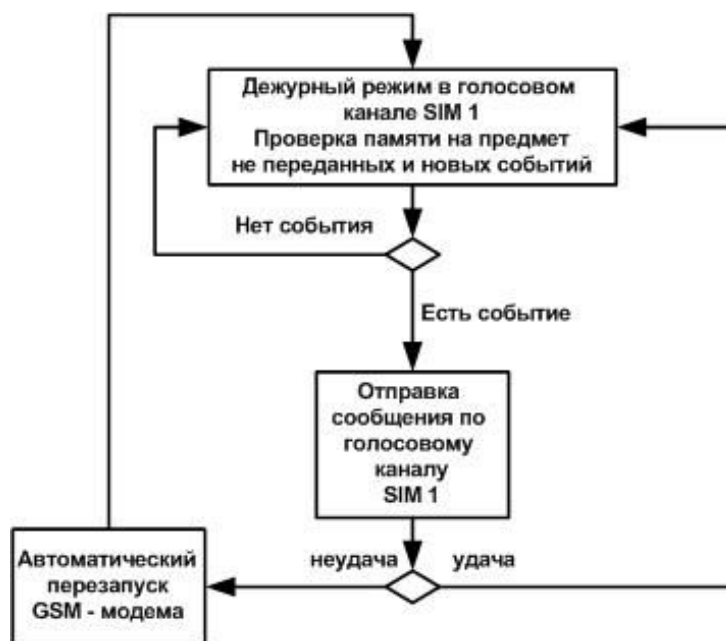 Дежурный режим в голосовом
канале SIM 1
Проверка памяти на предмет
не переданных и новых событий
Нет события
Есть событие
Отправка
сообщения по
голосовому
каналу
SIM 1
неудача
удача
Автоматический
перезапуск
GSM - модема